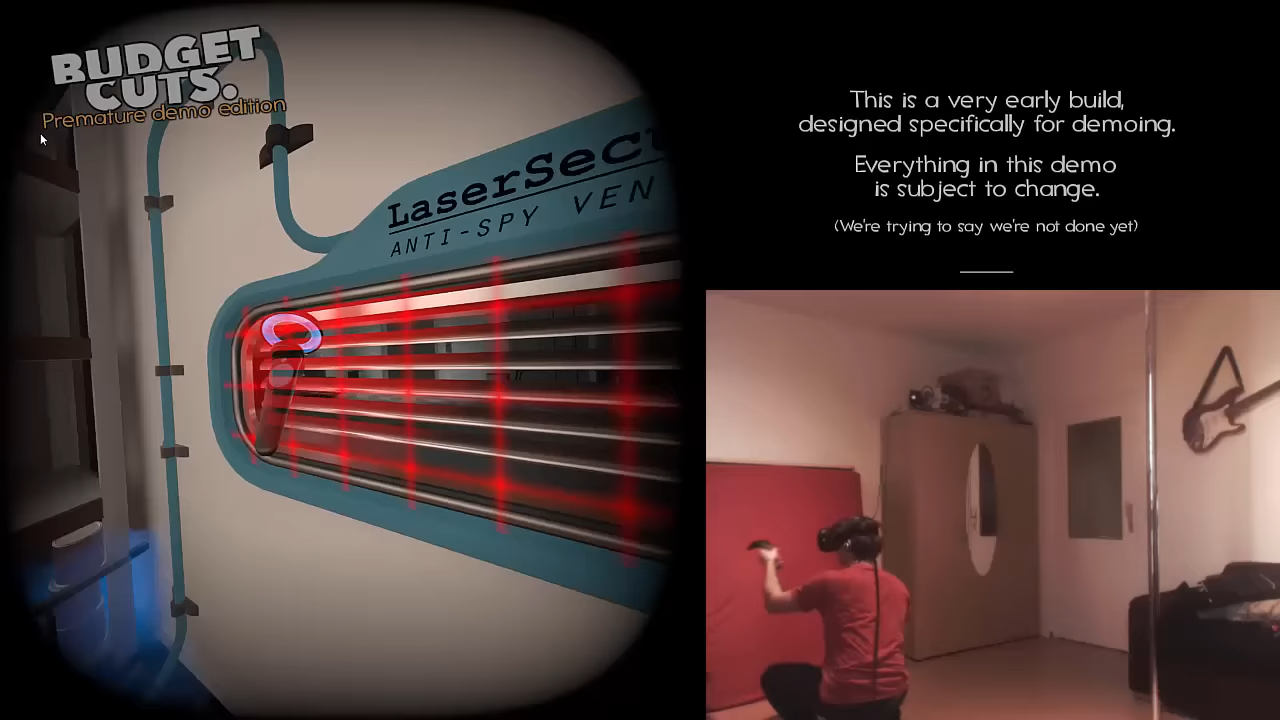 BUDGET
CUTS.
Premature demo edition
LaserSecu
ANTI-SPY VEN
This is a very early build,
designed specifically for demoing.
Everything in this demo
is subject to change.
(We're trying to say we're not done yet)